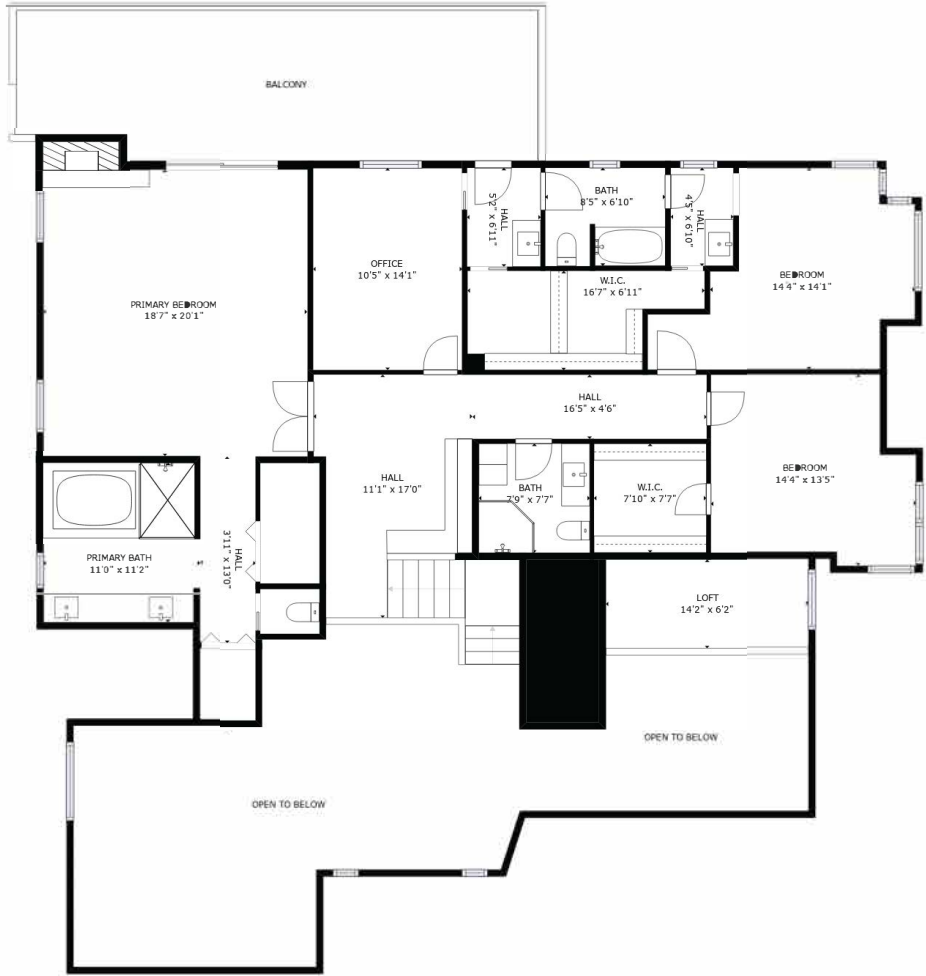 BALCONY
BATH
8'5" x 6'10"
HALL
5'2" x 6'11"
HALL
4'5" x 6'10"
OFFICE
10'5" x 14'1"
W.I.C.
16'7" x 6'11"
BEDROOM
14'4" x 14'1"
PRIMARY BEDROOM
18'7" x 20'1"
HALL
16'5" x 4'6"
HALL
11'1" x 17'0"
BATH
7'9" x 7'7"
W.I.C.
7'10" x 7'7"
BEDROOM
14'4" x 13'5"
PRIMARY BATH
11'0" x 11'2"
HALL
3'11" x 13'0"
LOFT
14'2" x 6'2"
OPEN TO BELOW
OPEN TO BELOW